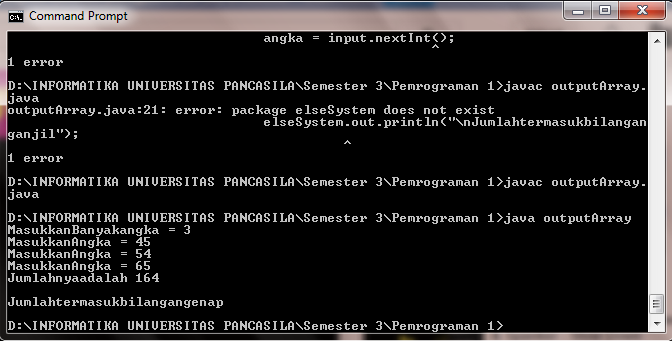 Command Prompt
angka = input.nextInt();
^
1 error
D:\INFORMATIKA UNIVERSITAS PANCASILA\Semester 3\Pemrograman 1>javac outputArray.
java
outputArray.java:21: error: package elseSystem does not exist
elseSystem.out.println("\nJumlahtermasukbilangan
ganjil");
^
1 error
D:\INFORMATIKA UNIVERSITAS PANCASILA\Semester 3\Pemrograman 1>javac outputArray.
java
D:\INFORMATIKA UNIVERSITAS PANCASILA\Semester 3\Pemrograman 1>java outputArray
MasukkanBanyakangka = 3
MasukkanAngka = 45
MasukkanAngka = 54
MasukkanAngka = 65
Jumlahnyaadalah 164
Jumlahtermasukbilangangenap
D:\INFORMATIKA UNIVERSITAS PANCASILA\Semester 3\Pemrograman 1>